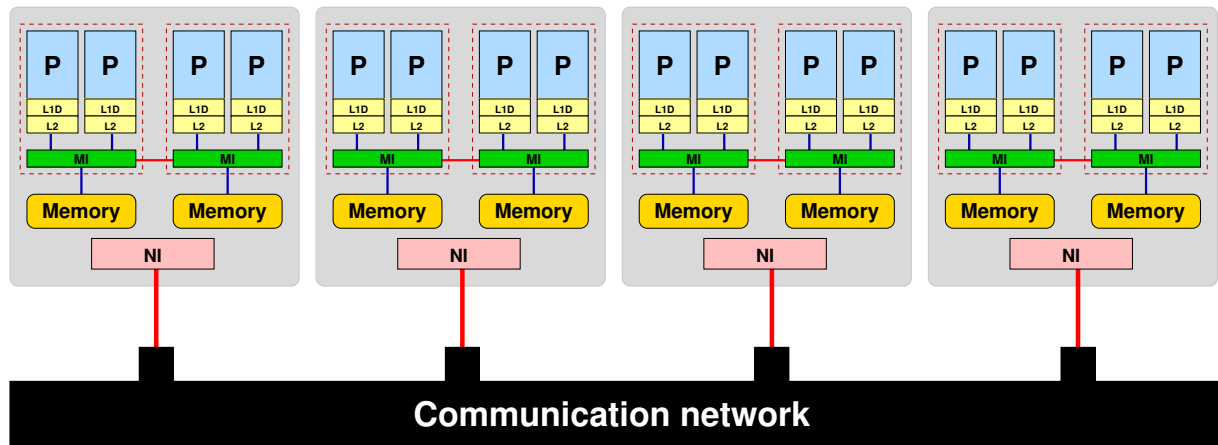 P P P P P P P P P P P P P P P P
L1D L1D L1D L1D L1D L1D L1D L1D L1D L1D L1D L1D L1D L1D L1D L1D
L2 L2 L2 L2 L2 L2 L2 L2 L2 L2 L2 L2 L2 L2 L2 L2
MI MI MI MI MI MI MI MI
Memory Memory Memory Memory Memory Memory Memory Memory
NI NI NI NI
Communication network